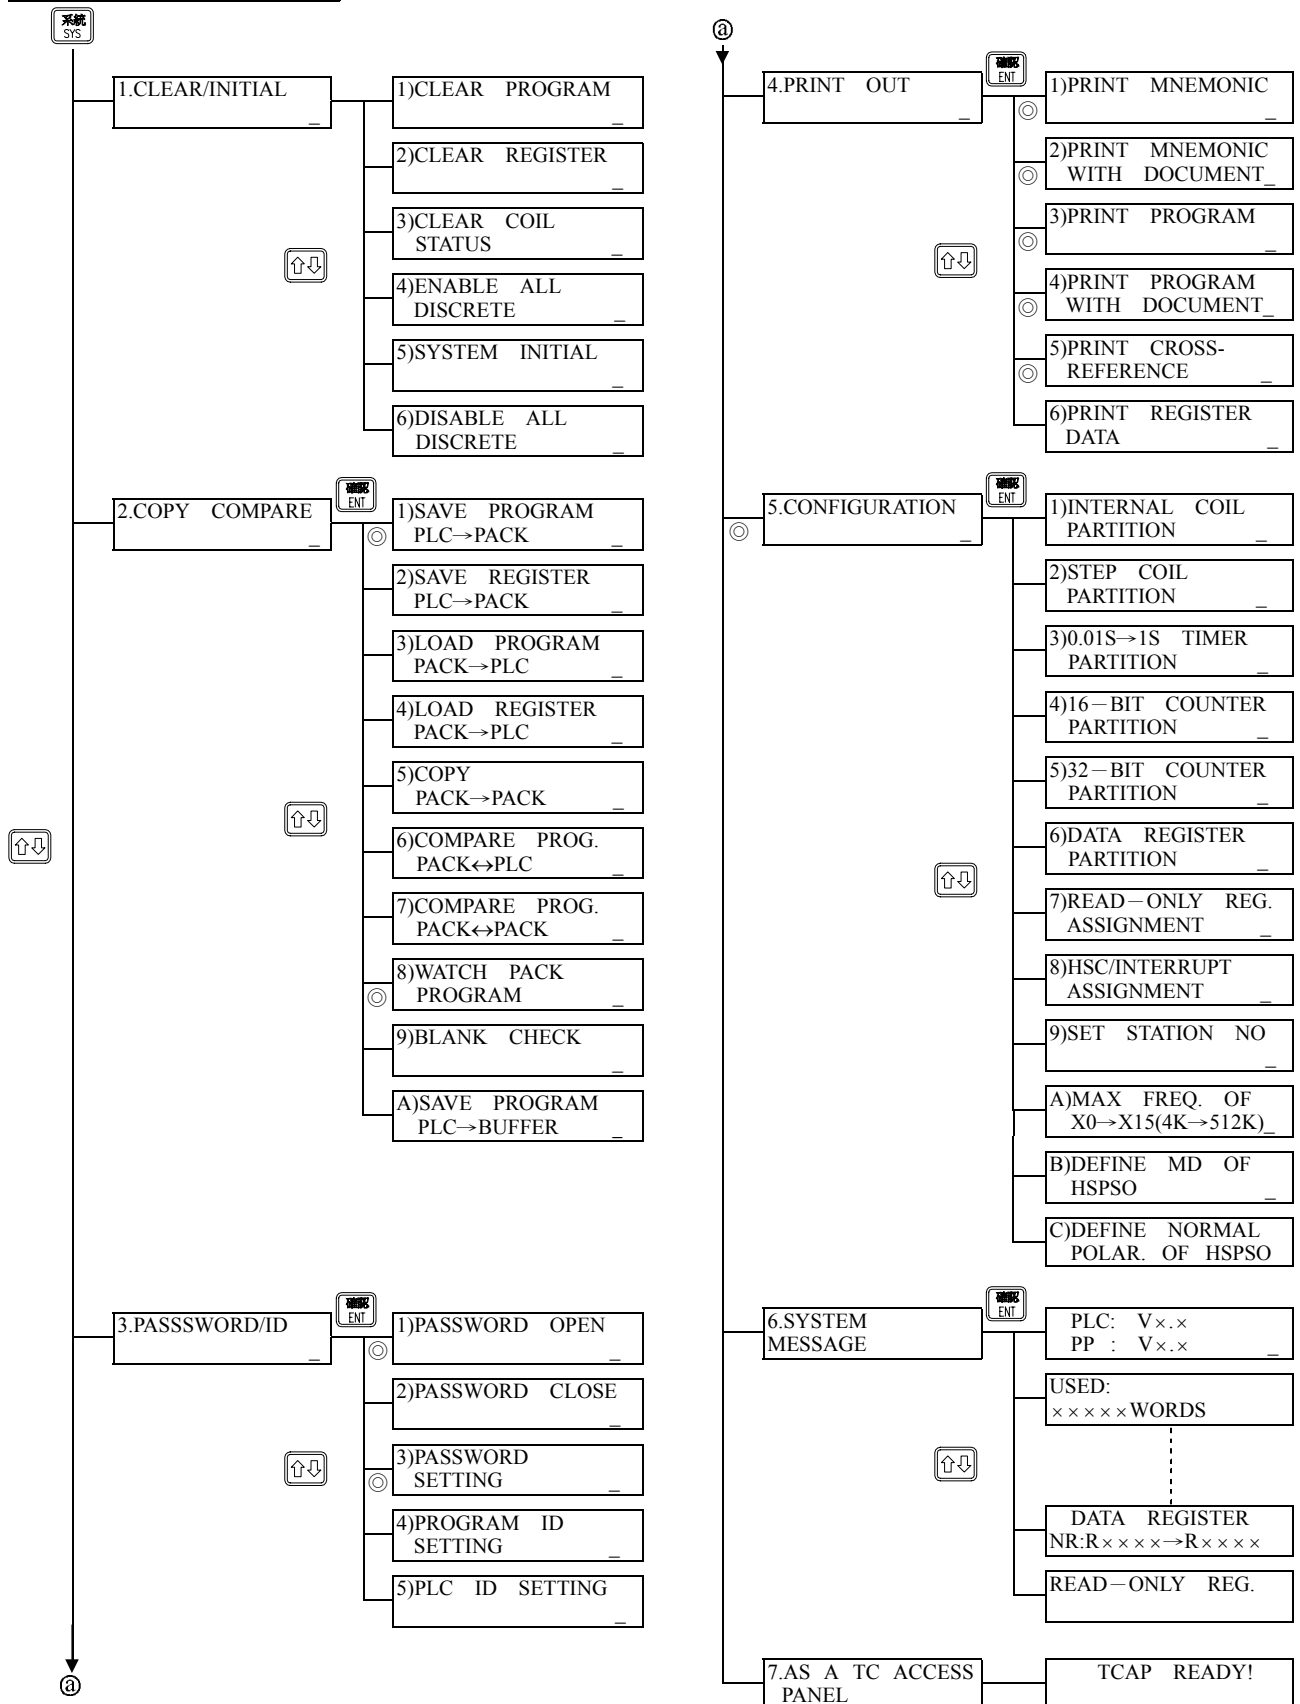 系統
SYS
1.CLEAR/INITIAL
_
1)CLEAR PROGRAM
_
2)CLEAR REGISTER
_
3)CLEAR COIL
STATUS _
4)ENABLE ALL
DISCRETE _
5)SYSTEM INITIAL
_
6)DISABLE ALL
DISCRETE _
2.COPY COMPARE
_
確認
ENT
1)SAVE PROGRAM
◎ PLC→PACK _
2)SAVE REGISTER
PLC→PACK _
3)LOAD PROGRAM
PACK→PLC _
4)LOAD REGISTER
PACK→PLC _
5)COPY
PACK→PACK _
6)COMPARE PROG.
PACK↔PLC _
7)COMPARE PROG.
PACK↔PACK _
8)WATCH PACK
◎ PROGRAM _
9)BLANK CHECK
_
A)SAVE PROGRAM
PLC→BUFFER _
3.PASSSWORD/ID
_
確認
ENT
1)PASSWORD OPEN
◎ _
2)PASSWORD CLOSE
_
3)PASSWORD
◎ SETTING _
4)PROGRAM ID
SETTING _
5)PLC ID SETTING
_
ⓐ
ⓐ
4.PRINT OUT
_
確認
ENT
1)PRINT MNEMONIC
◎ _
2)PRINT MNEMONIC
◎ WITH DOCUMENT_
3)PRINT PROGRAM
◎ _
4)PRINT PROGRAM
◎ WITH DOCUMENT_
5)PRINT CROSS-
◎ REFERENCE _
6)PRINT REGISTER
DATA _
5.CONFIGURATION
◎ _
確認
ENT
1)INTERNAL COIL
PARTITION _
2)STEP COIL
PARTITION _
3)0.01S→1S TIMER
PARTITION _
4)16－BIT COUNTER
PARTITION _
5)32－BIT COUNTER
PARTITION _
6)DATA REGISTER
PARTITION _
7)READ－ONLY REG.
ASSIGNMENT _
8)HSC/INTERRUPT
ASSIGNMENT _
9)SET STATION NO
_
A)MAX FREQ. OF
X0→X15(4K→512K)_
B)DEFINE MD OF
HSPSO _
C)DEFINE NORMAL
POLAR. OF HSPSO
6.SYSTEM
MESSAGE
確認
ENT
PLC: V×.×
PP : V×.× _
USED:
×××××WORDS
DATA REGISTER
NR:R××××→R××××
READ－ONLY REG.
7.AS A TC ACCESS
PANEL
TCAP READY!